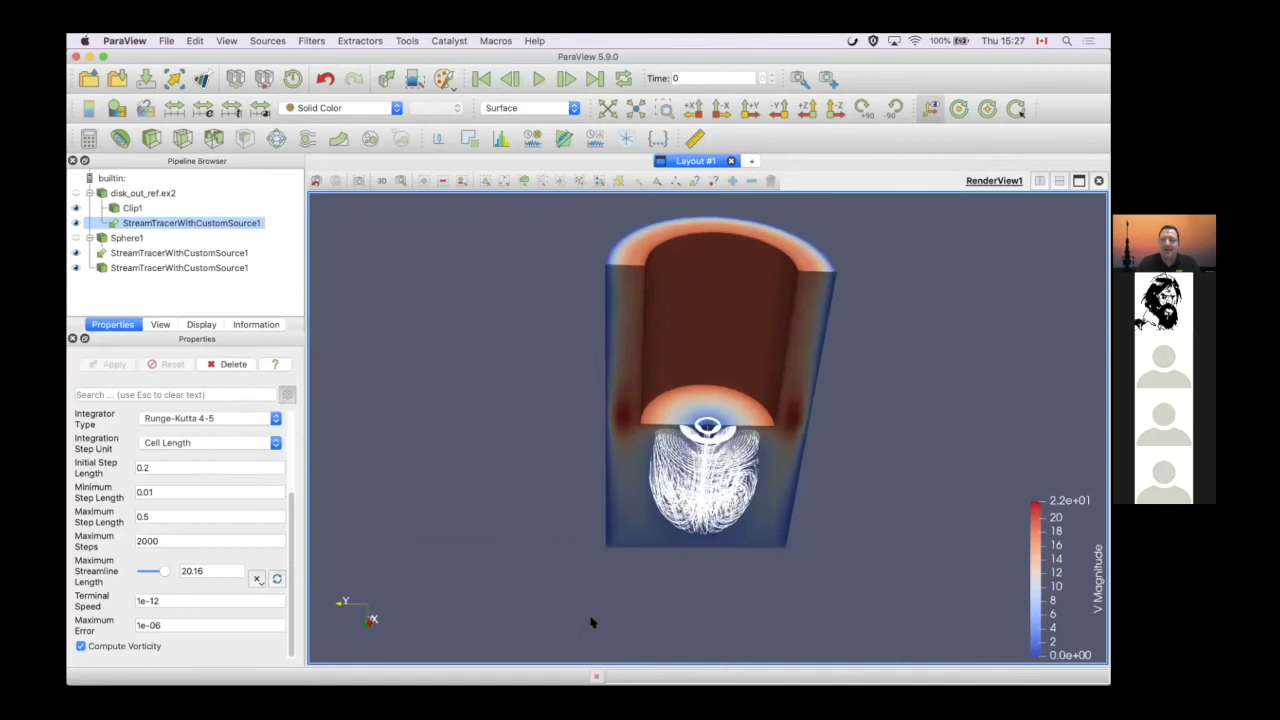 ParaView File Edit View Sources Filters Extractors Tools Catalyst Macros Help 100% Thu 15:27
ParaView 5.9.0
Time: 0 0
Solid Color Surface +X -X +Y -Y +Z -Z +90 -90
Pipeline Browser Layout #1 +
builtin: 3D RenderView1
disk_out_ref.ex2
Clip1
StreamTracerWithCustomSource1
Sphere1
StreamTracerWithCustomSource1
StreamTracerWithCustomSource1
Properties View Display Information
Properties
Apply Reset Delete ?
Search ... (use Esc to clear text)
Integrator Type Runge-Kutta 4-5
Integration Step Unit Cell Length
Initial Step Length 0.2
Minimum Step Length 0.01
Maximum Step Length 0.5
Maximum Steps 2000
Maximum Streamline Length 20.16
Terminal Speed 1e-12
Maximum Error 1e-06
Compute Vorticity
Y
X
2.2e+01
20
18
16
14
12
10
8
6
4
2
0.0e+00
V Magnitude